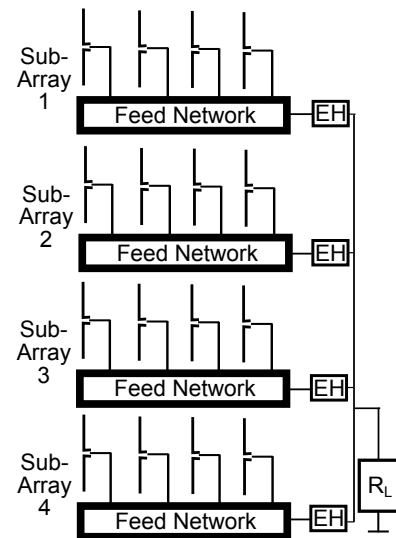 Sub-
Array
1
Feed Network
EH
Sub-
Array
2
Feed Network
EH
Sub-
Array
3
Feed Network
EH
Sub-
Array
4
Feed Network
EH
RL